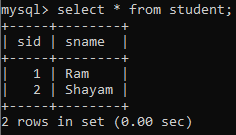 mysql> select * from student;
+-----+--------+
| sid | sname  |
+-----+--------+
|   1 | Ram    |
|   2 | Shayam |
+-----+--------+
2 rows in set (0.00 sec)